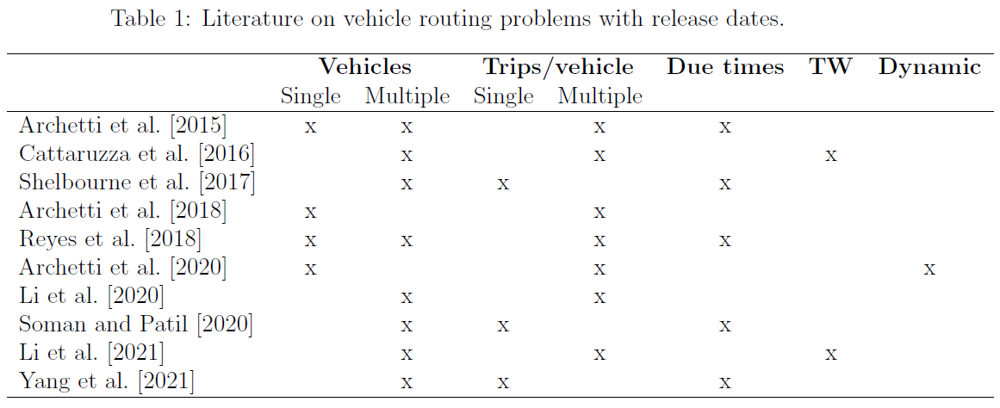 Table 1: Literature on vehicle routing problems with release dates.
Vehicles Trips/vehicle Due times TW Dynamic
Single Multiple Single Multiple
Archetti et al. [2015] x x x x
Cattaruzza et al. [2016] x x x
Shelbourne et al. [2017] x x x
Archetti et al. [2018] x x
Reyes et al. [2018] x x x x
Archetti et al. [2020] x x x
Li et al. [2020] x x
Soman and Patil [2020] x x x
Li et al. [2021] x x x
Yang et al. [2021] x x x